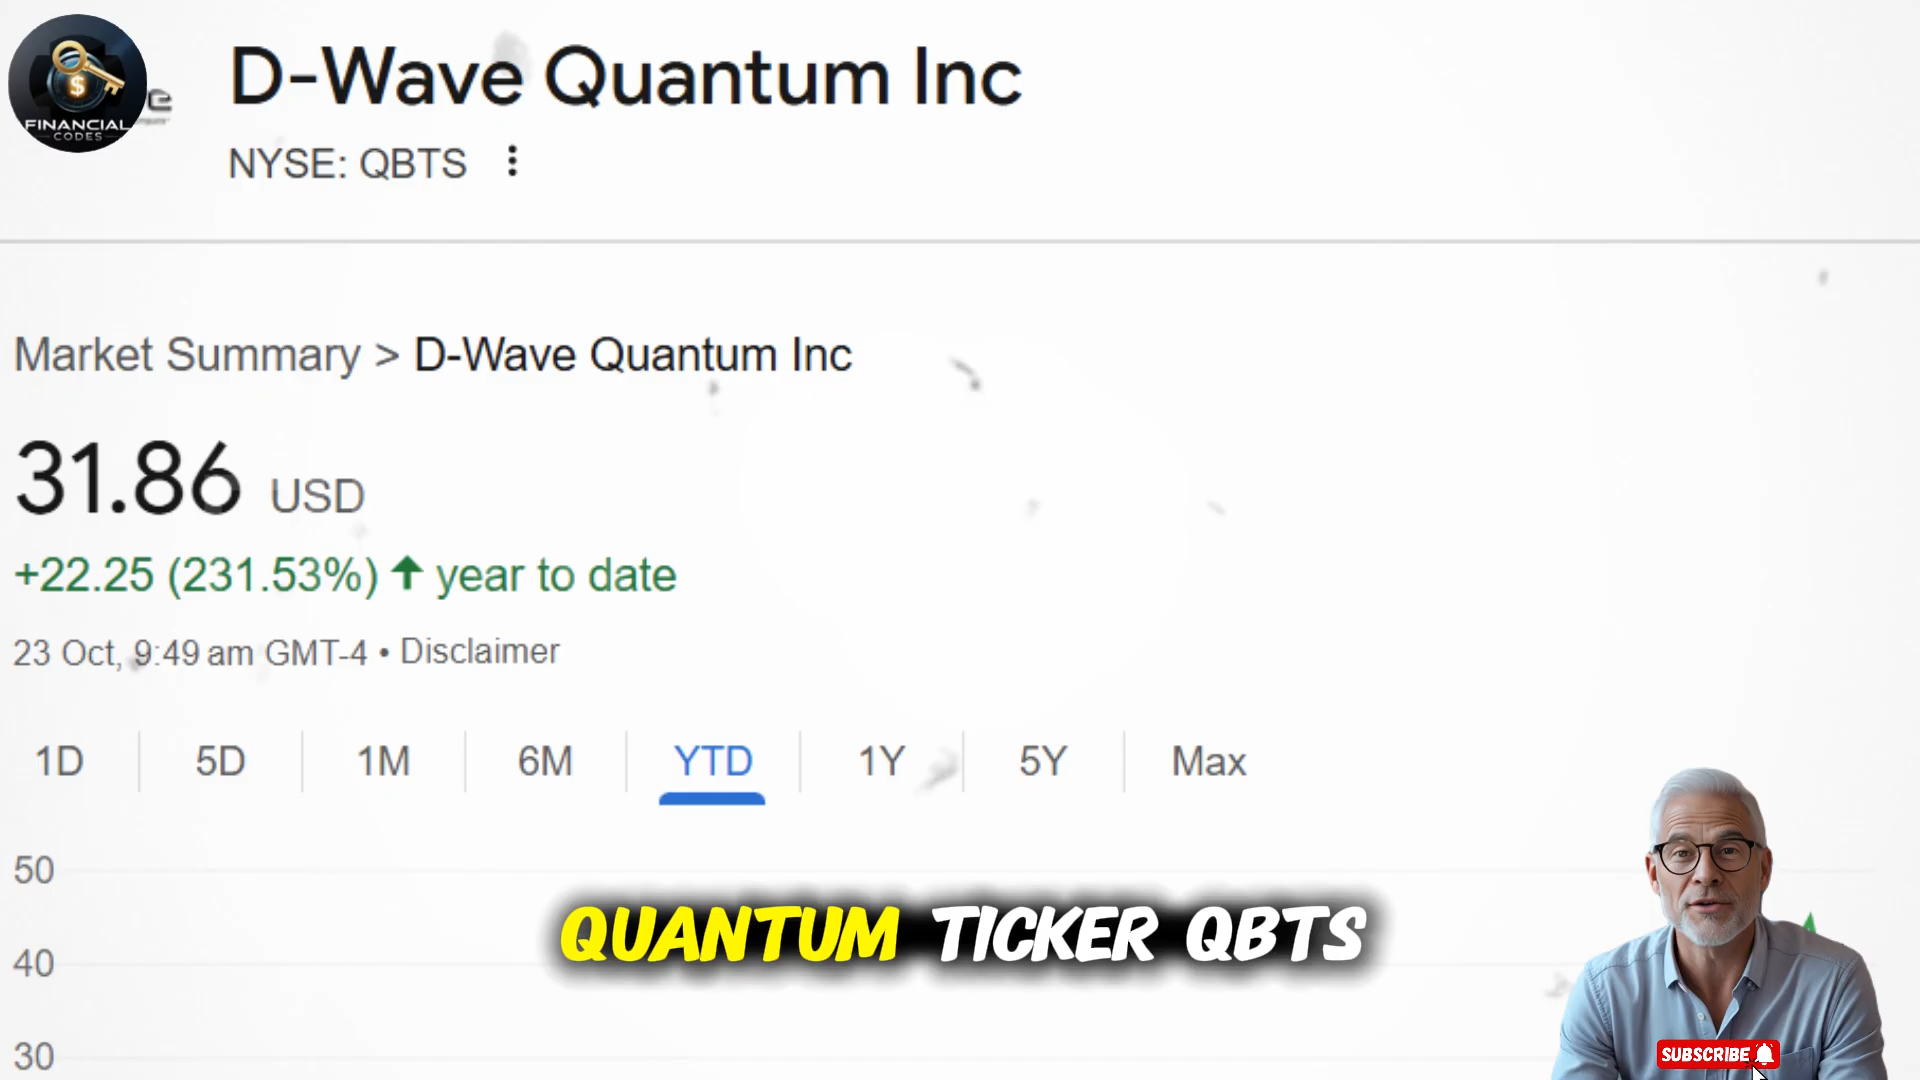 FINANCIAL
CODES
D-Wave Quantum Inc
NYSE: QBTS
Market Summary > D-Wave Quantum Inc
31.86 USD
+22.25 (231.53%) ↑ year to date
23 Oct, 9:49 am GMT-4 • Disclaimer
1D 5D 1M 6M YTD 1Y 5Y Max
50
40
30
QUANTUM TICKER QBTS
SUBSCRIBE